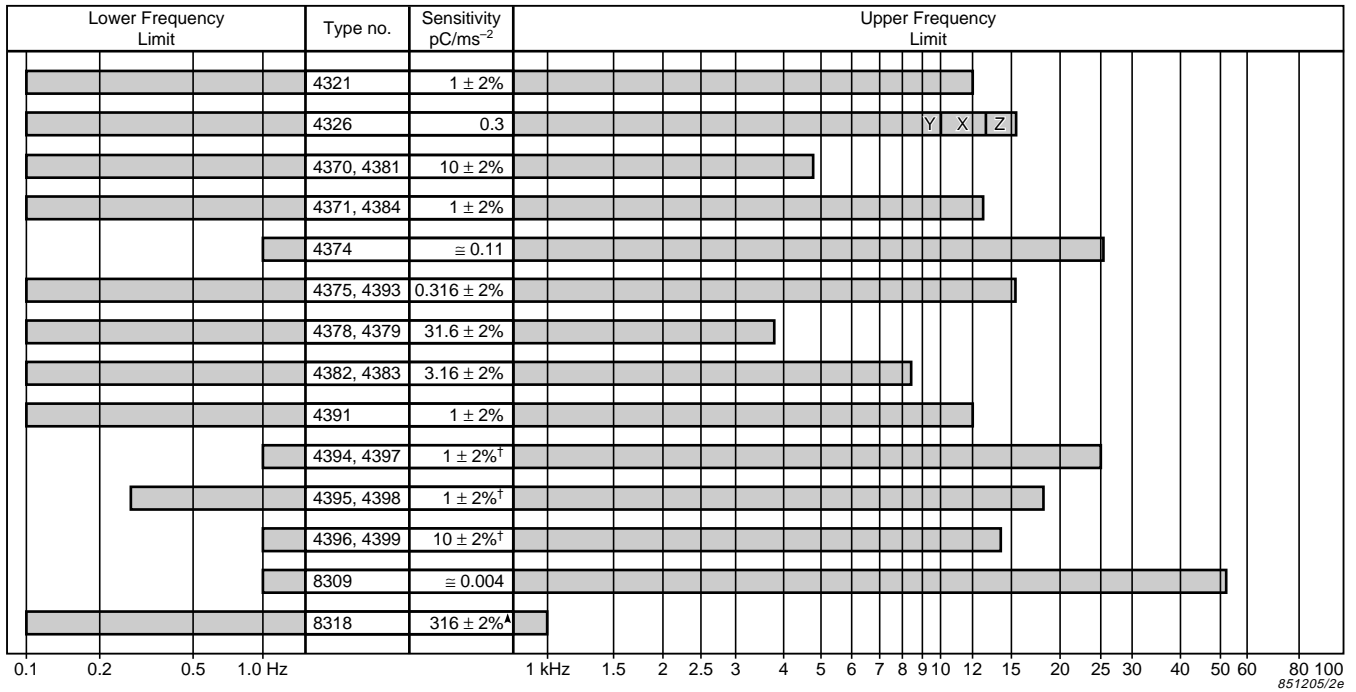 Lower Frequency Limit
Type no.
Sensitivity pC/ms–2
Upper Frequency Limit
4321 1 ± 2%
4326 0.3 Y X Z
4370, 4381 10 ± 2%
4371, 4384 1 ± 2%
4374 ≅ 0.11
4375, 4393 0.316 ± 2%
4378, 4379 31.6 ± 2%
4382, 4383 3.16 ± 2%
4391 1 ± 2%
4394, 4397 1 ± 2%†
4395, 4398 1 ± 2%†
4396, 4399 10 ± 2%†
8309 ≅ 0.004
8318 316 ± 2%▲
0.1 0.2 0.5 1.0 Hz 1 kHz 1.5 2 2.5 3 4 5 6 7 8 9 10 12 15 20 25 30 40 50 60 80 100
851205/2e